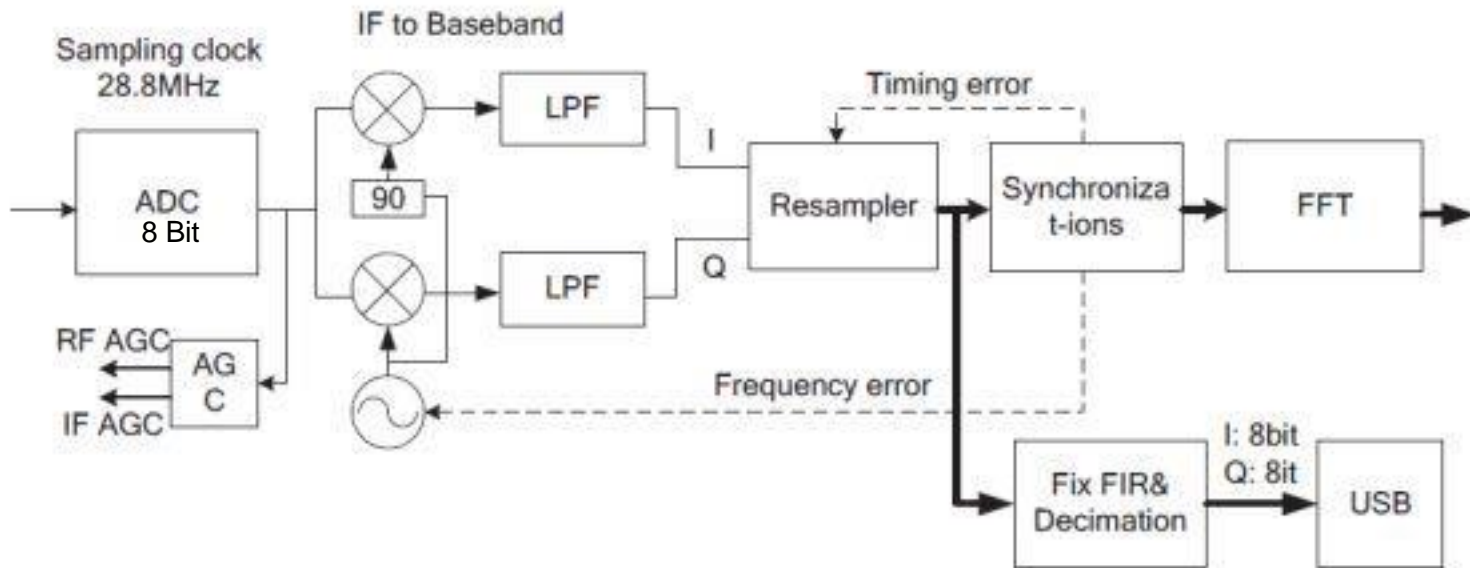 IF to Baseband
Sampling clock
28.8MHz
ADC
8 Bit
90
LPF
LPF
I
Q
Timing error
Resampler
Synchroniza
t-ions
FFT
RF AGC
AG
C
IF AGC
Frequency error
Fix FIR&
Decimation
I: 8bit
Q: 8it
USB